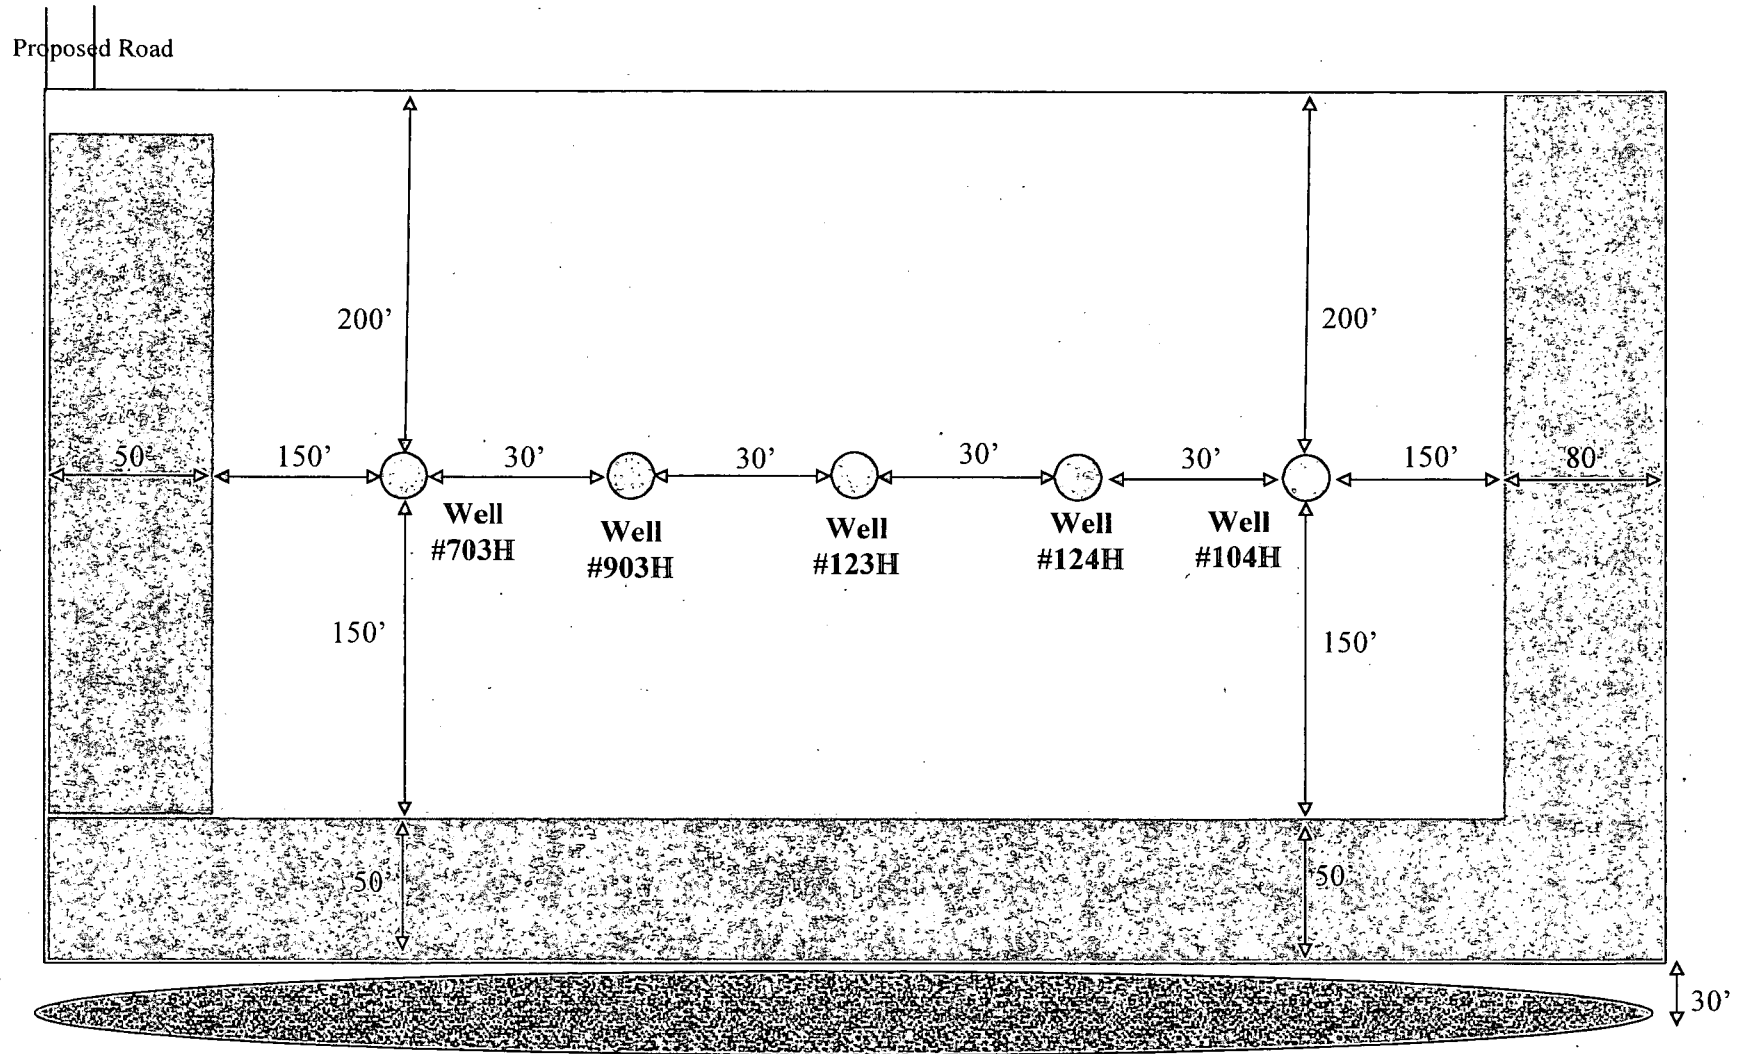 Proposed Road
200’ 200’
50’ 150’ 30’ 30’ 30’ 30’ 150’ 80’
Well
#703H
Well
#903H
Well
#123H
Well
#124H
Well
#104H
150’ 150’
50’ 50’
30’